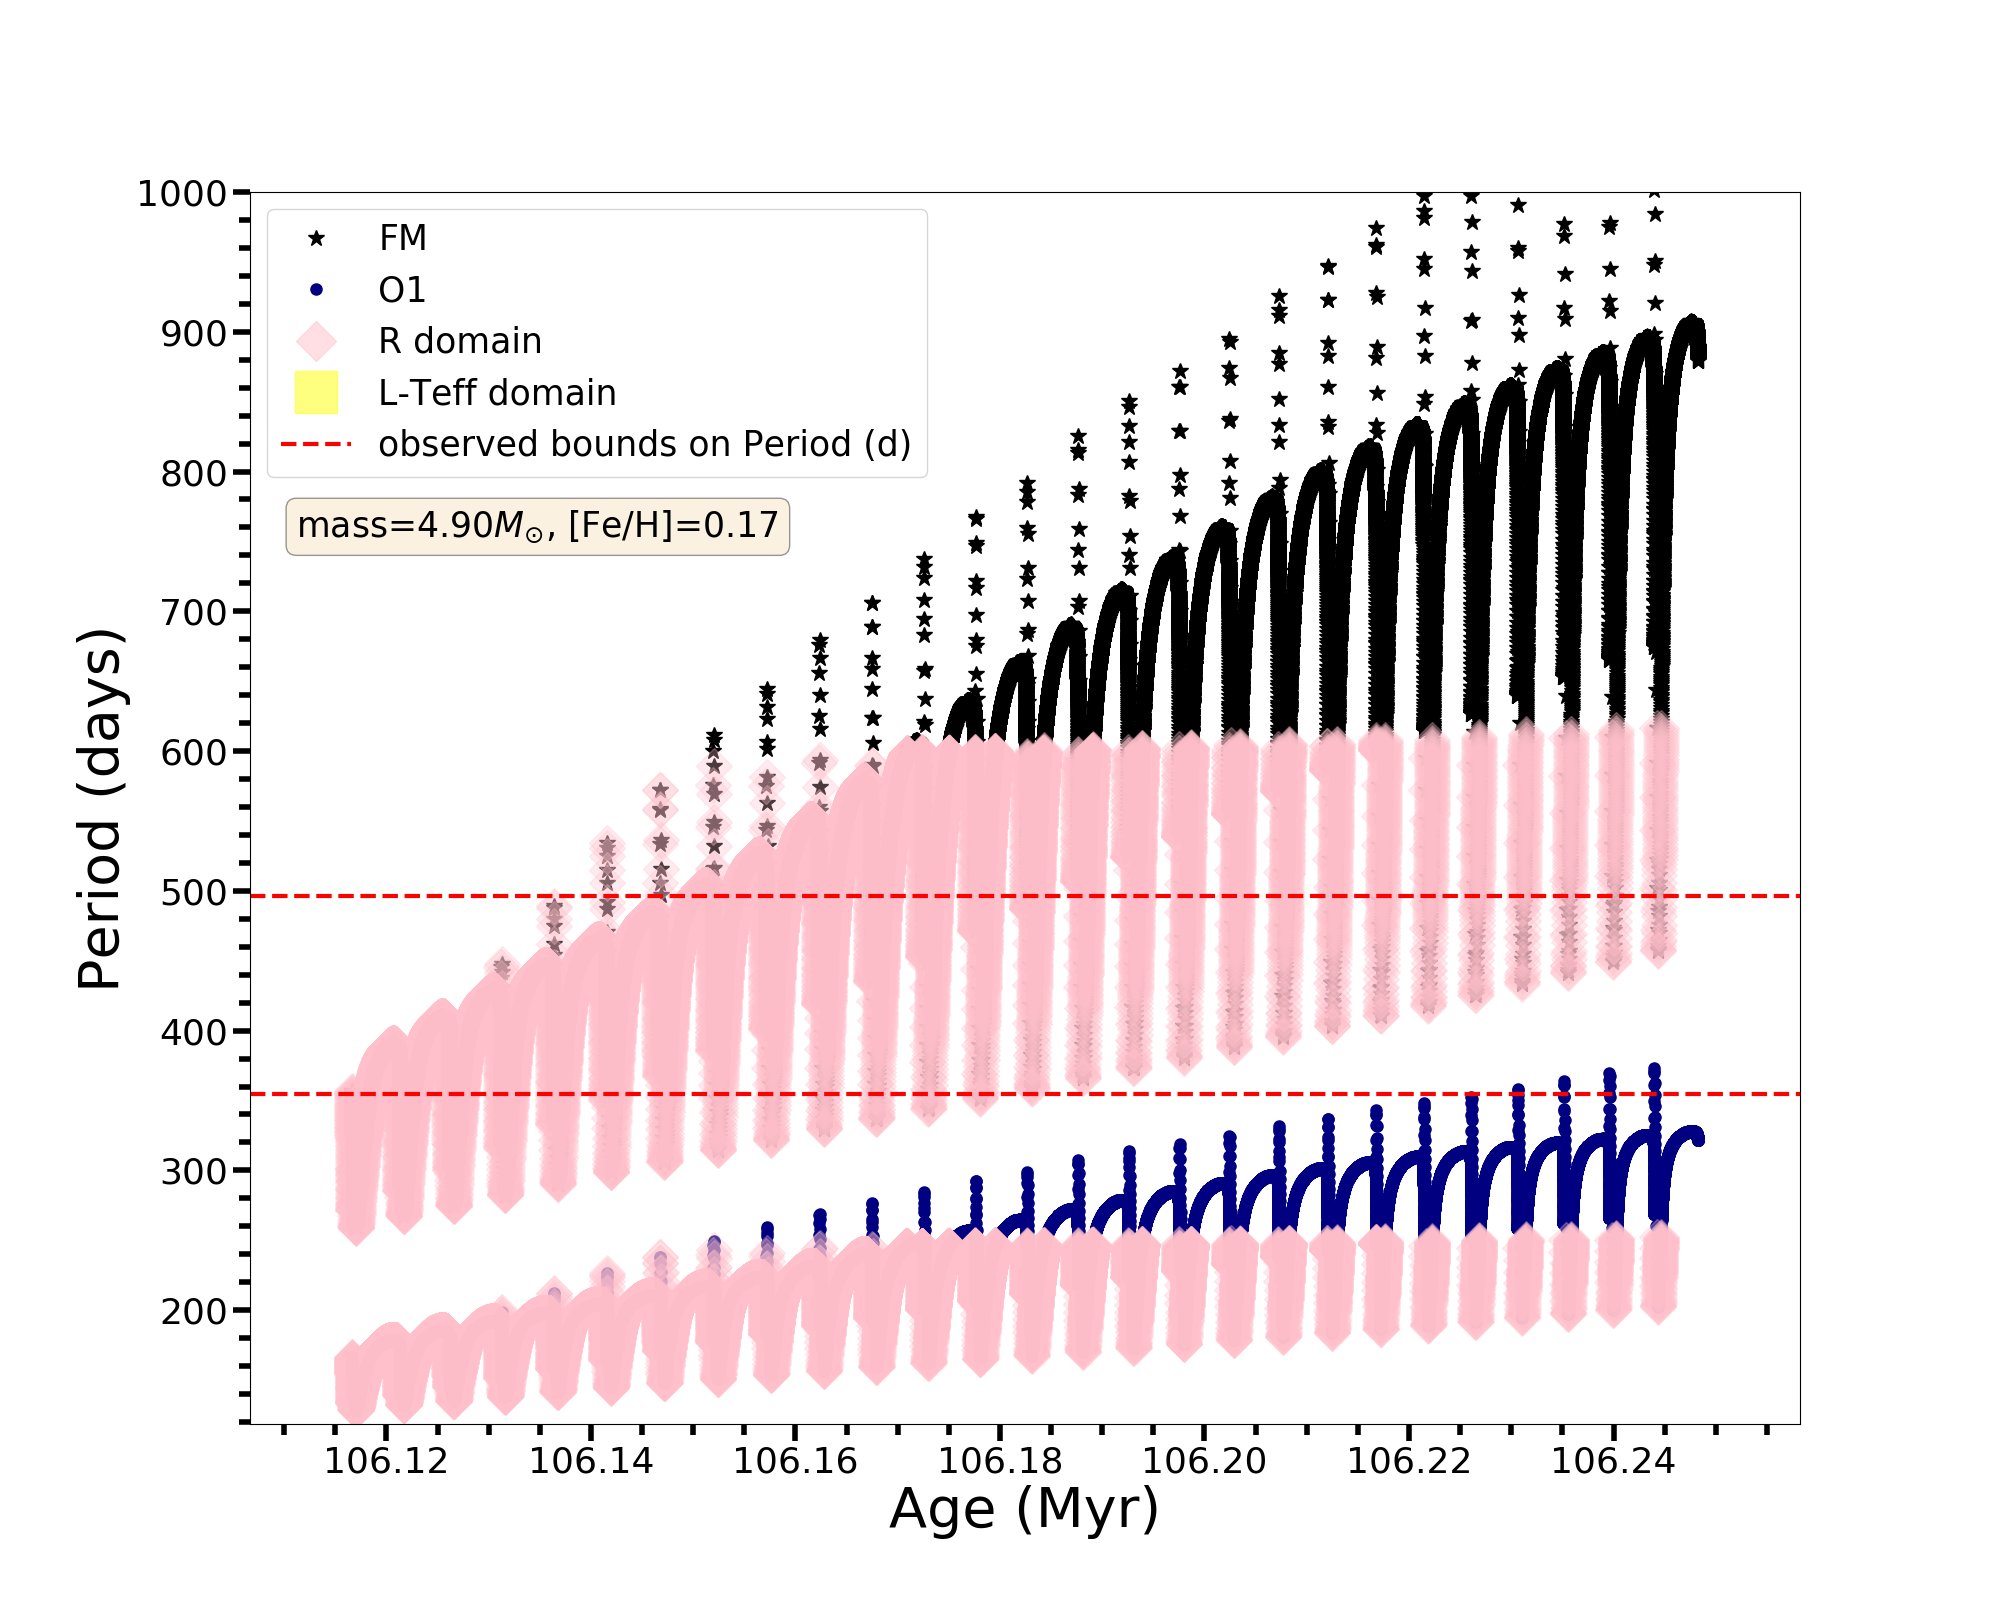 1000
900
800
700
600
500
400
300
200
Period (days)
FM
O1
R domain
L-Teff domain
observed bounds on Period (d)
mass=4.90M⊙, [Fe/H]=0.17
106.12 106.14 106.16 106.18 106.20 106.22 106.24
Age (Myr)